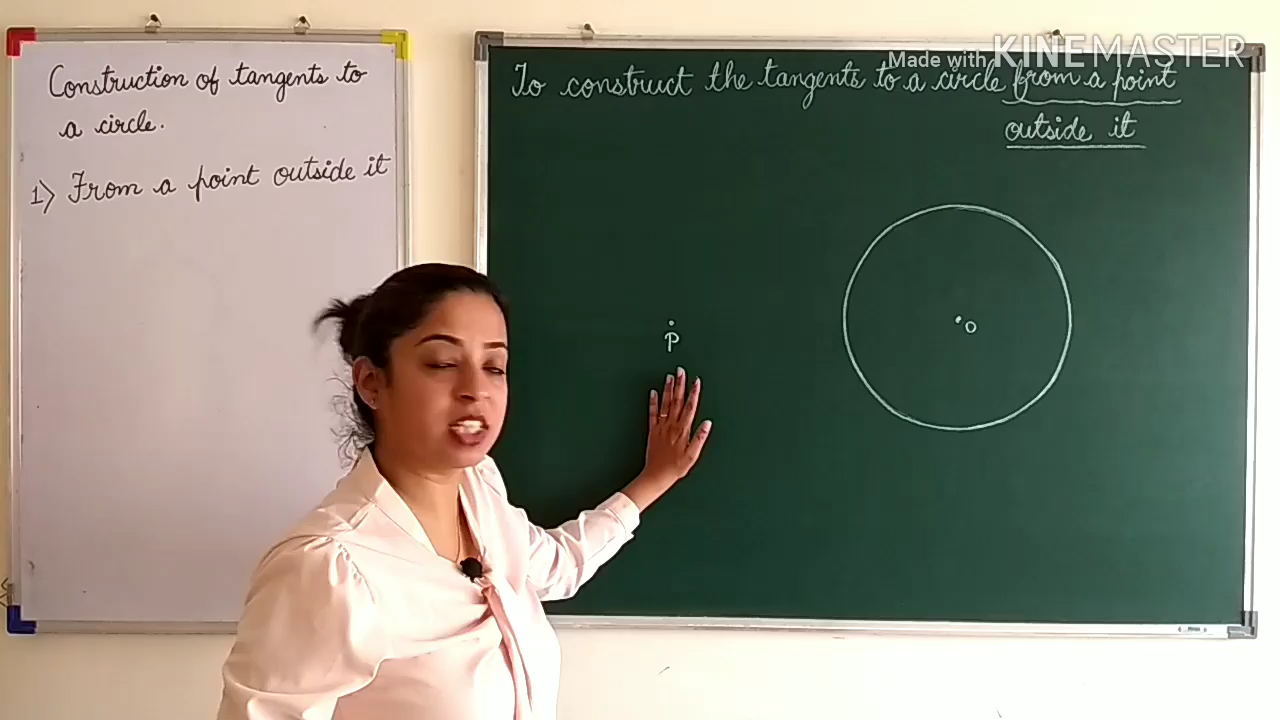 Construction of tangents to
a circle.
1) From a point outside it
Made with KINEMASTER
To construct the tangents to a circle from a point
outside it
P
O